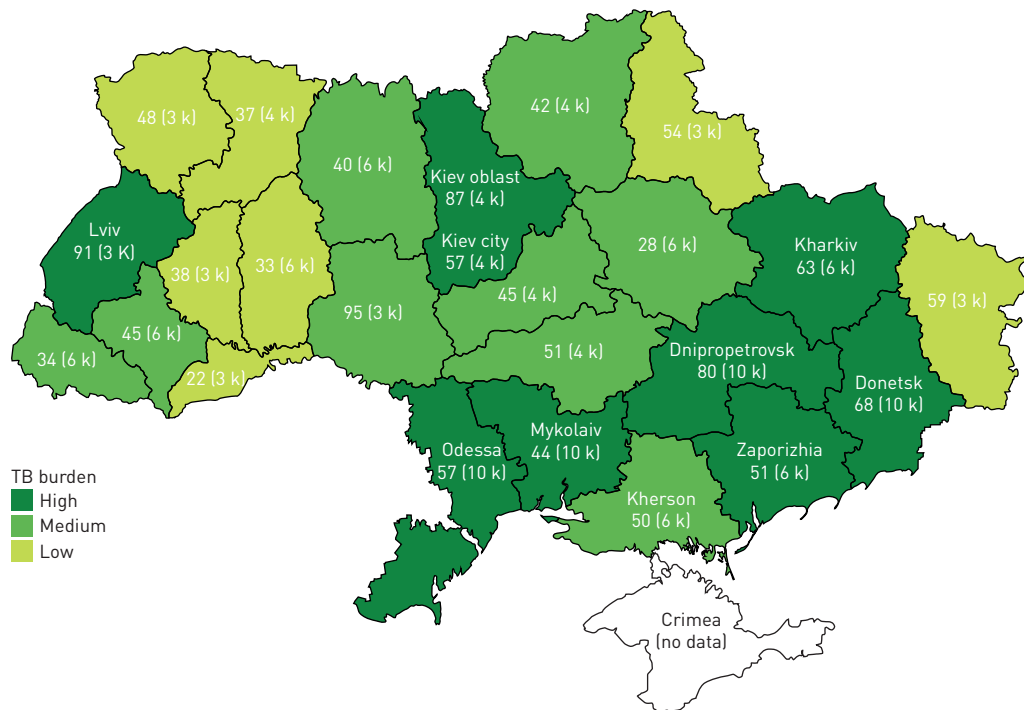 42 (4 k)
37 (4 k)
48 (3 k)
54 (3 k)
40 (6 k)
Kiev oblast
87 (4 k)
Kiev city
57 (4 k)
Lviv
91 (3 K)
28 (6 k)
Kharkiv
63 (6 k)
38 (3 k)
33 (6 k)
45 (4 k)
59 (3 k)
95 (3 k)
45 (6 k)
34 (6 k)
22 (3 k)
51 (4 k)
Dnipropetrovsk
80 (10 k)
Donetsk
68 (10 k)
Odessa
57 (10 k)
Mykolaiv
44 (10 k)
Zaporizhia
51 (6 k)
Kherson
50 (6 k)
TB burden
High
Medium
Low
Crimea
(no data)